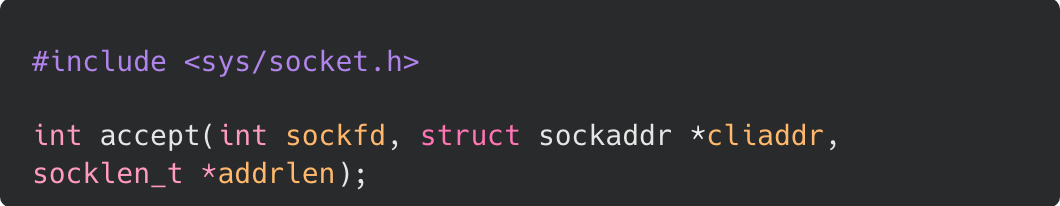 #include <sys/socket.h>
int accept(int sockfd, struct sockaddr *cliaddr,
socklen_t *addrlen);